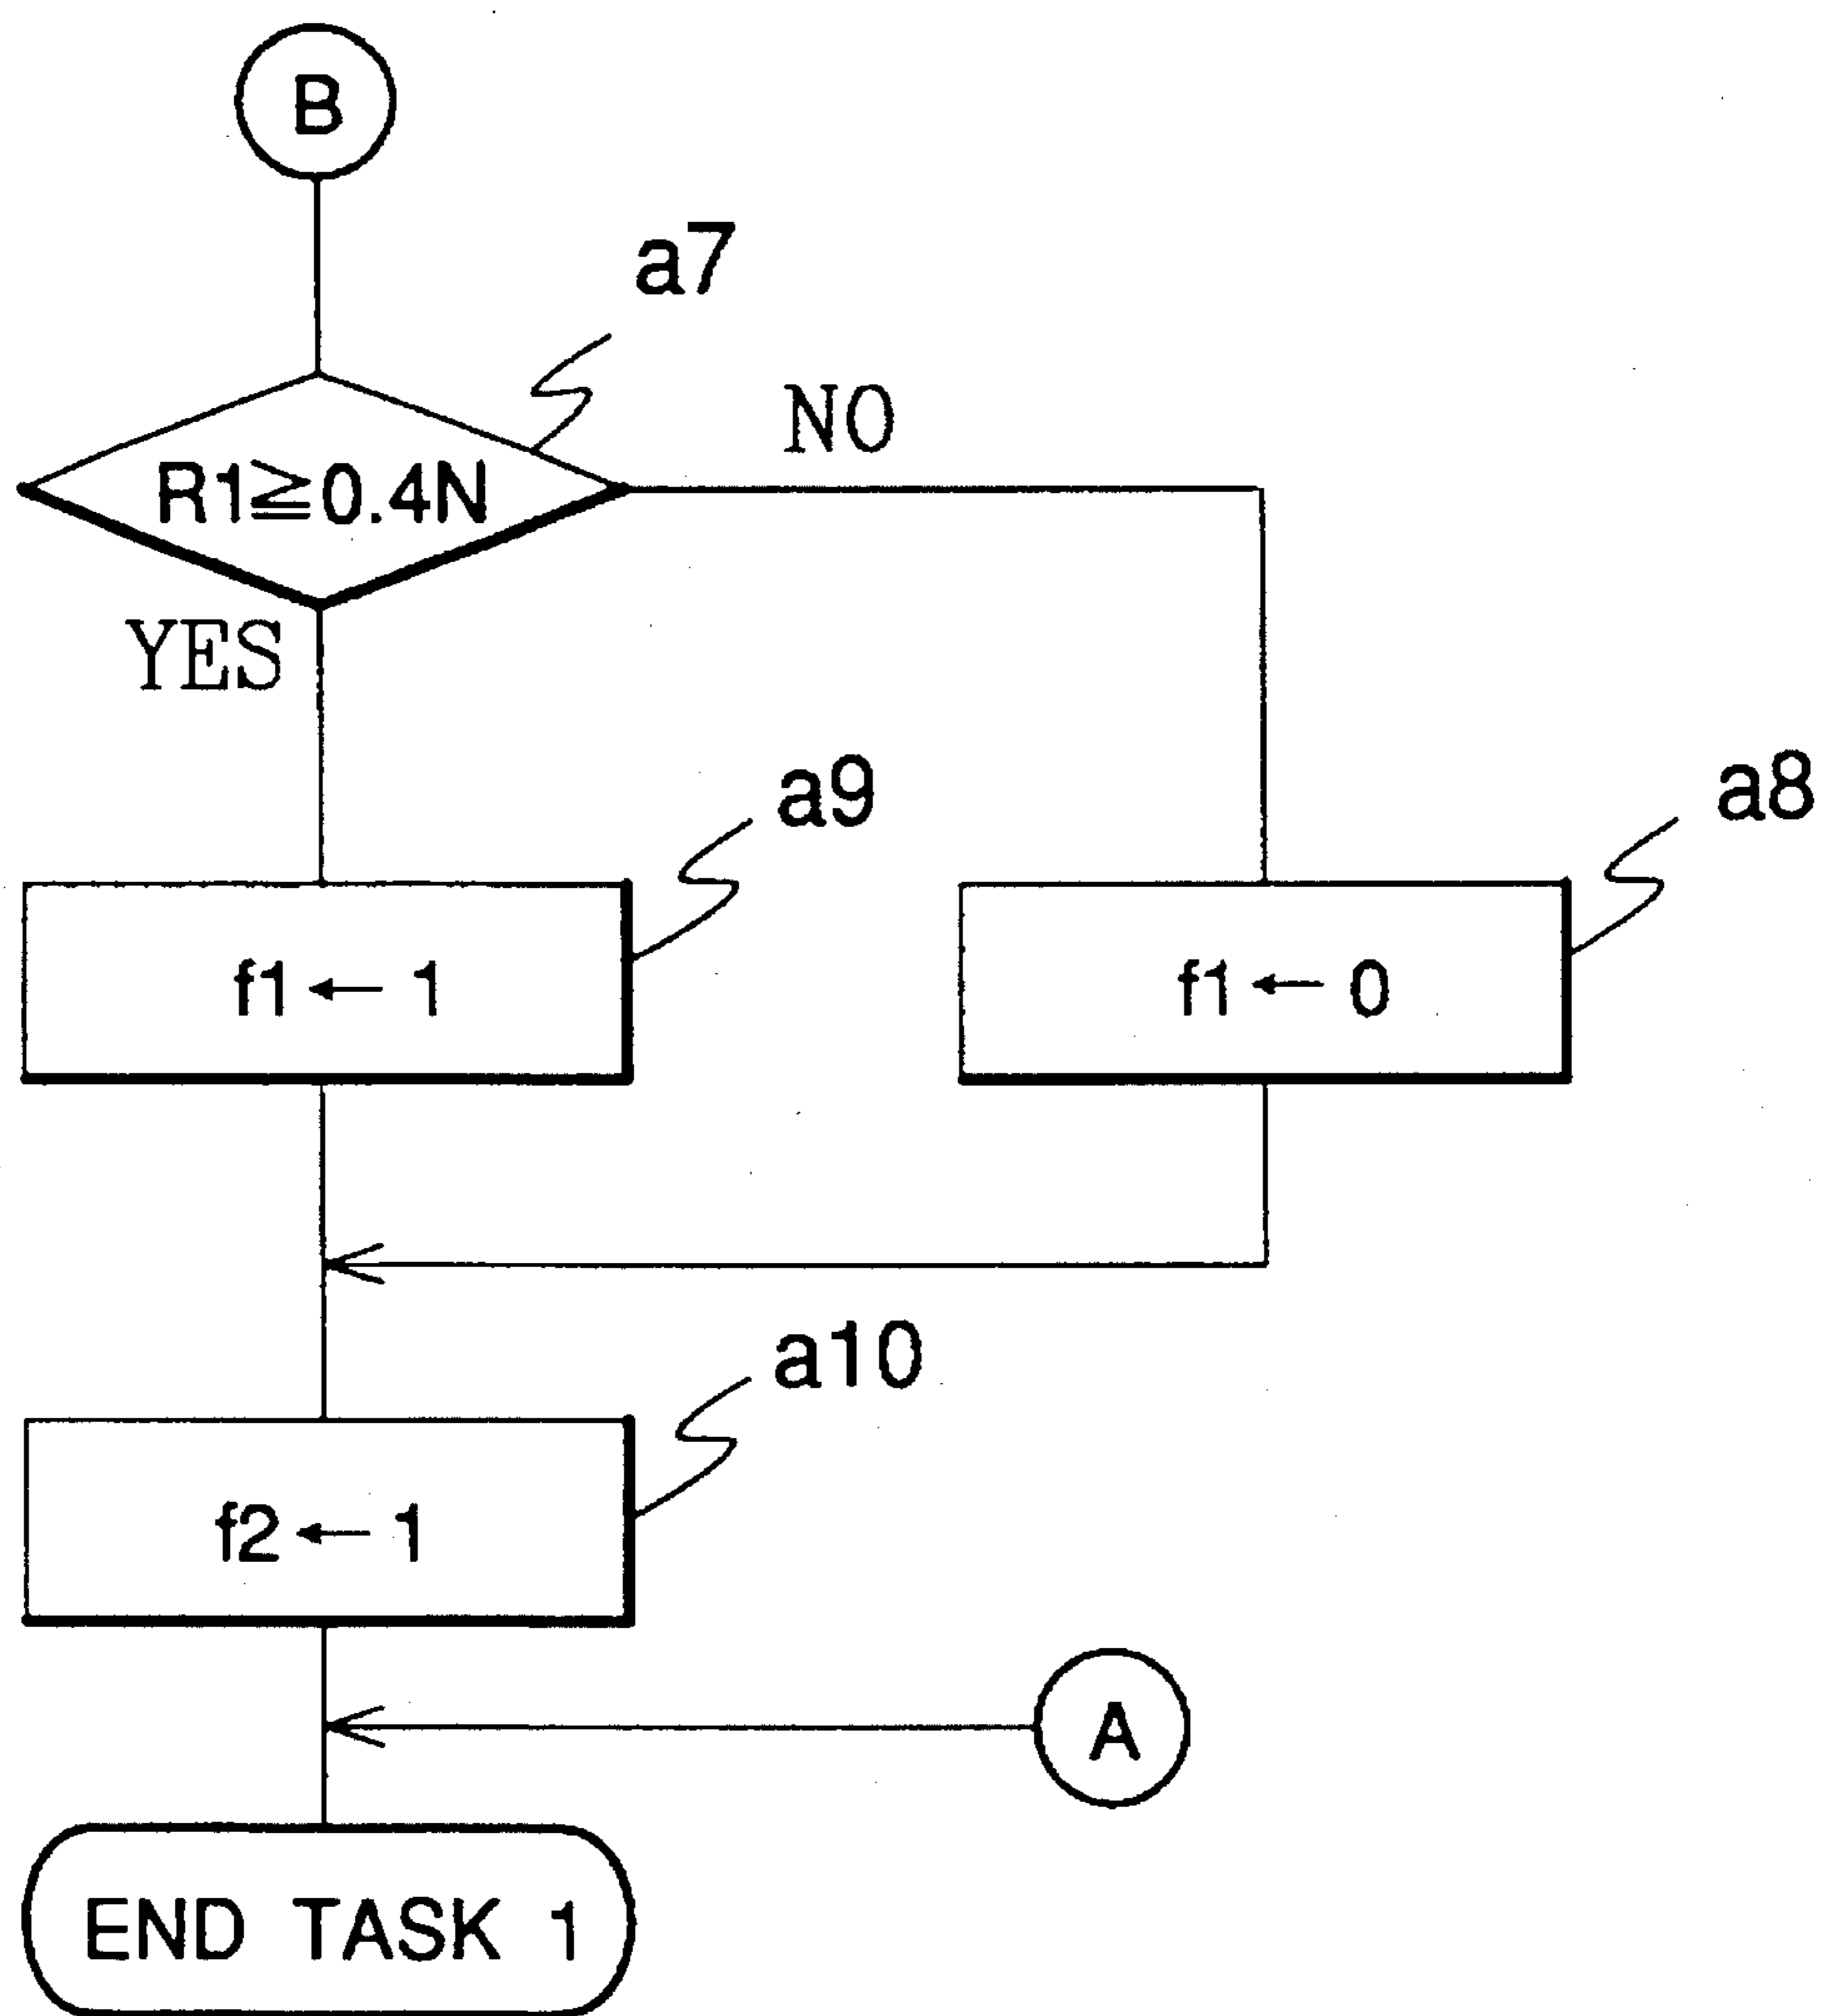 B
a7
NO
R1≧0.4N
YES
a9
a8
f1 ← 1
f1 ← 0
a10
f2 ← 1
A
END TASK 1